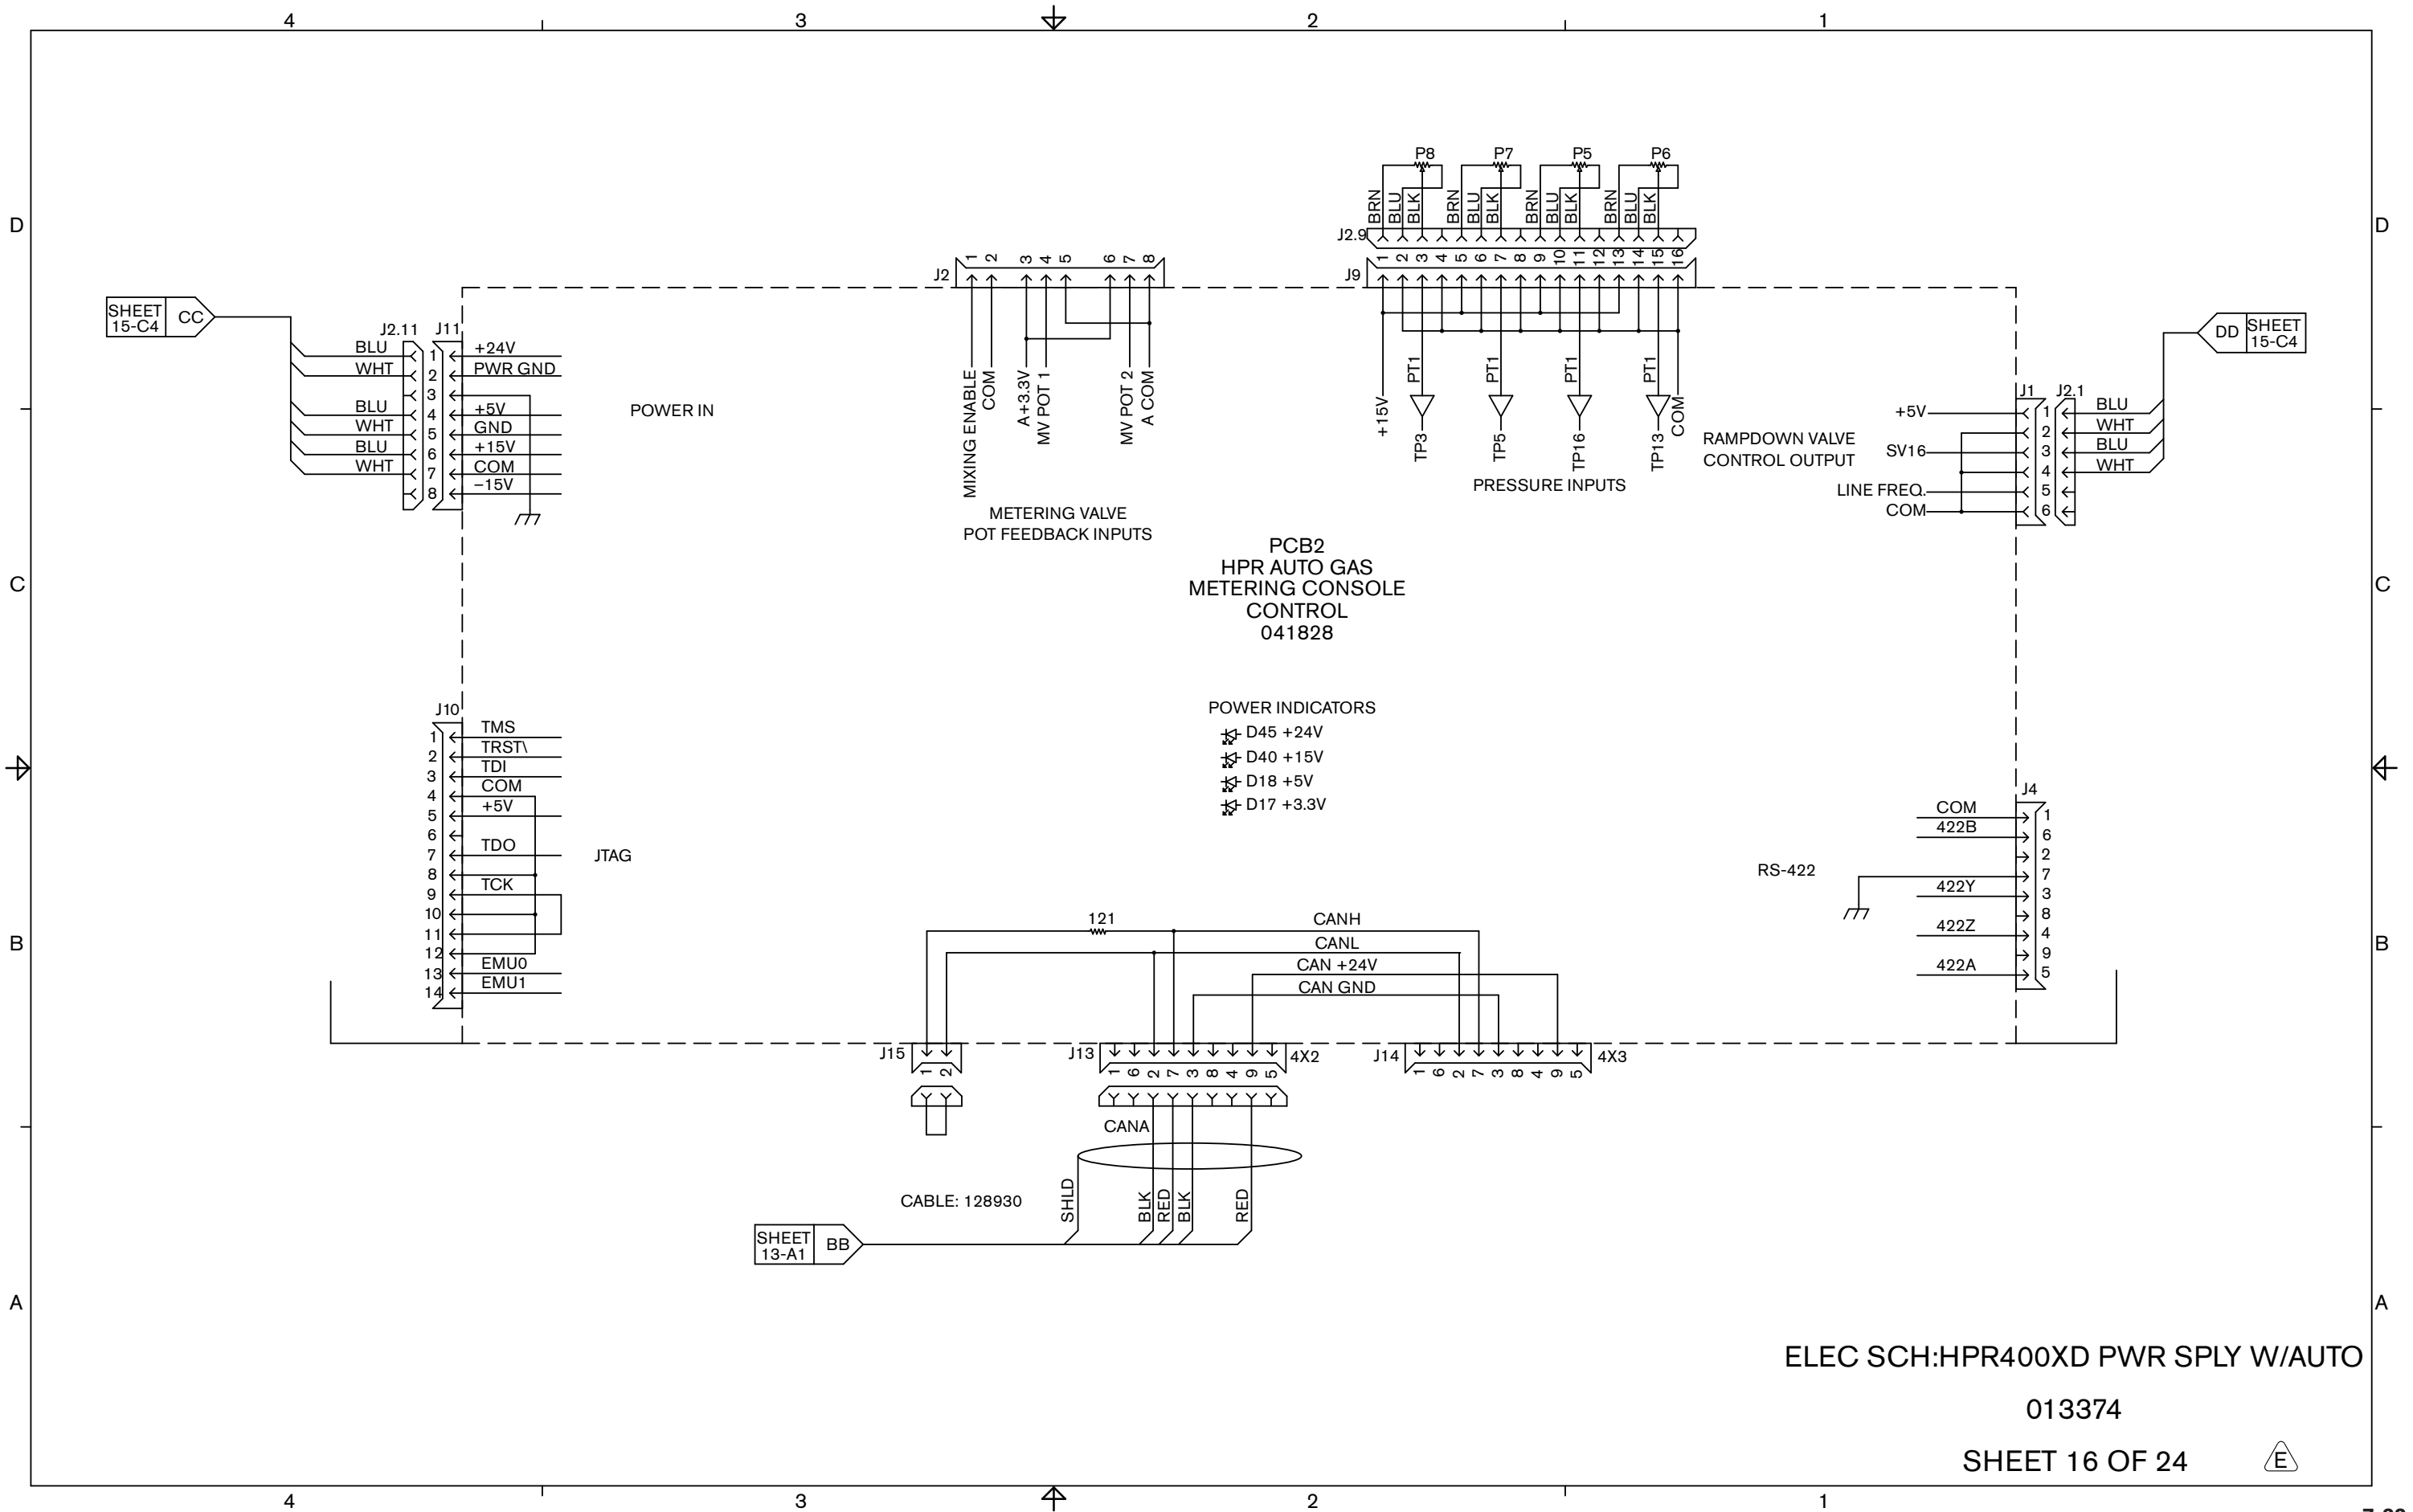 4 3 2 1
D
D
C
C
B
B
A
A
4 3 2 1
SHEET
15-C4
CC
J2.11 J11
BLU 1 +24V
WHT 2 PWR GND
3
BLU 4 +5V
WHT 5 GND
BLU 6 +15V
WHT 7 COM
8 –15V
POWER IN
J2
1 2 3 4 5 6 7 8
MIXING ENABLE
COM
A+3.3V
MV POT 1
MV POT 2
A COM
METERING VALVE
POT FEEDBACK INPUTS
P8 P7 P5 P6
BRN BLU BLK BRN BLU BLK BRN BLU BLK BRN BLU BLK
J2.9
1 2 3 4 5 6 7 8 9 10 11 12 13 14 15 16
J9
PT1 PT1 PT1 PT1
+15V TP3 TP5 TP16 TP13 COM
PRESSURE INPUTS
DD
SHEET
15-C4
J1 J2.1
+5V 1 BLU
2 WHT
SV16 3 BLU
4 WHT
LINE FREQ. 5
COM 6
RAMPDOWN VALVE
CONTROL OUTPUT
PCB2
HPR AUTO GAS
METERING CONSOLE
CONTROL
041828
POWER INDICATORS
D45 +24V
D40 +15V
D18 +5V
D17 +3.3V
J10
1 TMS
2 TRST\
3 TDI
4 COM
5 +5V
6
7 TDO
8
9 TCK
10
11
12
13 EMU0
14 EMU1
JTAG
J4
COM 1
422B 6
2
7
422Y 3
8
422Z 4
9
422A 5
RS-422
121 CANH
CANL
CAN +24V
CAN GND
J15
1 2
J13 4X2
1 6 2 7 3 8 4 9 5
J14 4X3
1 6 2 7 3 8 4 9 5
CANA
CABLE: 128930
SHLD BLK RED BLK RED
SHEET
13-A1
BB
ELEC SCH:HPR400XD PWR SPLY W/AUTO
013374
SHEET 16 OF 24
E